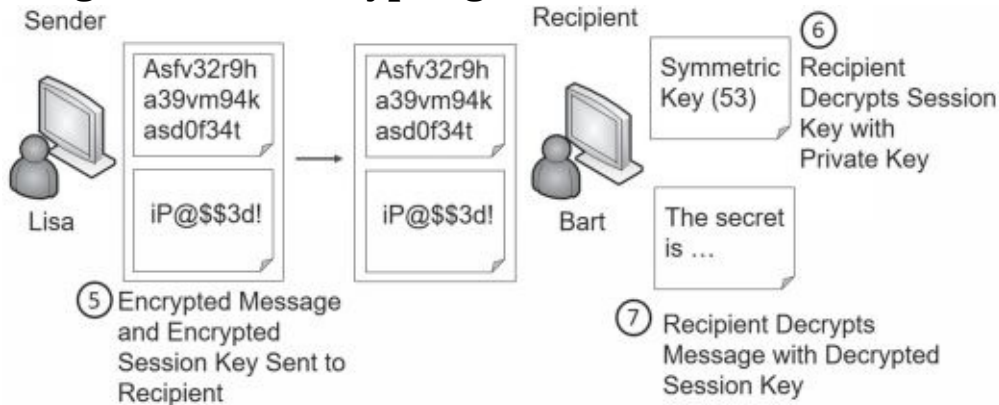 Sender
Recipient
Asfv32r9h
a39vm94k
asd0f34t
iP@$$3d!
Lisa
Asfv32r9h
a39vm94k
asd0f34t
iP@$$3d!
Bart
Symmetric
Key (53)
6
Recipient
Decrypts Session
Key with
Private Key
The secret
is ...
5 Encrypted Message
and Encrypted
Session Key Sent to
Recipient
7 Recipient Decrypts
Message with Decrypted
Session Key